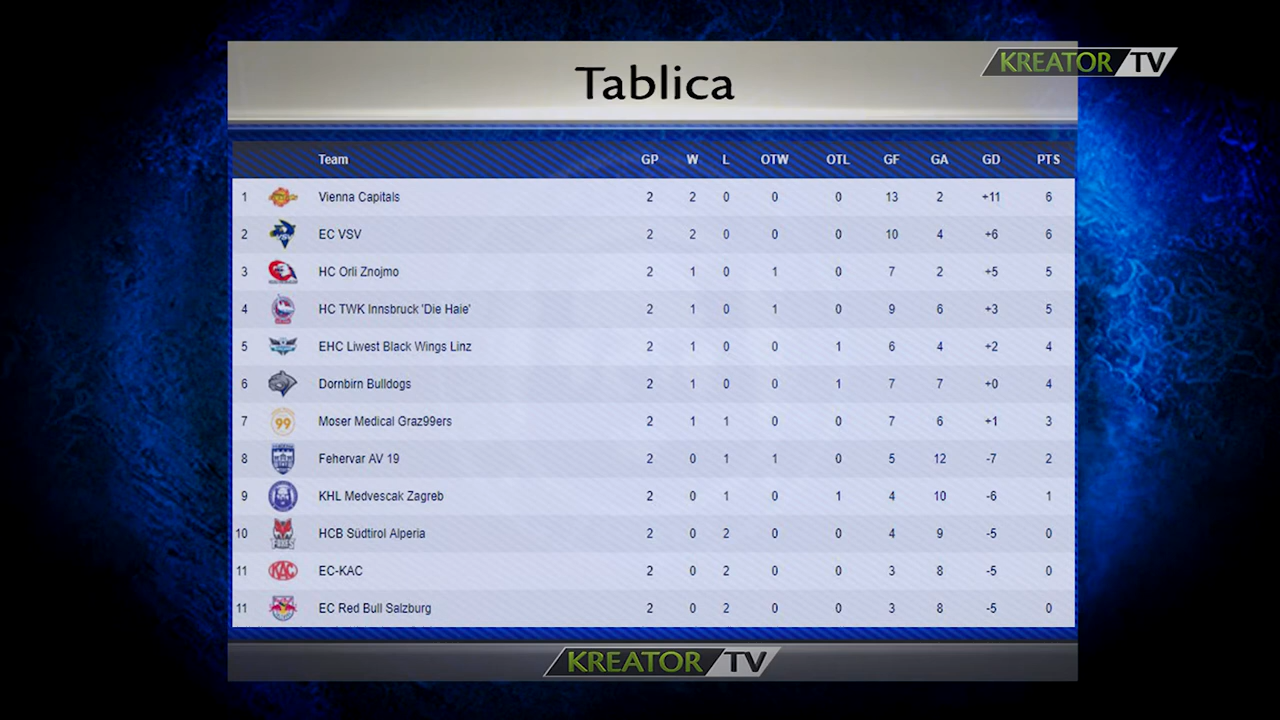 KREATOR TV
Tablica
Team GP W L OTW OTL GF GA GD PTS
1 Vienna Capitals 2 2 0 0 0 13 2 +11 6
2 EC VSV 2 2 0 0 0 10 4 +6 6
3 HC Orli Znojmo 2 1 0 1 0 7 2 +5 5
4 HC TWK Innsbruck 'Die Haie' 2 1 0 1 0 9 6 +3 5
5 EHC Liwest Black Wings Linz 2 1 0 0 1 6 4 +2 4
6 Dornbirn Bulldogs 2 1 0 0 1 7 7 +0 4
7 99 Moser Medical Graz99ers 2 1 1 0 0 7 6 +1 3
8 Fehervar AV 19 2 0 1 1 0 5 12 -7 2
9 KHL Medvescak Zagreb 2 0 1 0 1 4 10 -6 1
10 FOXES HCB Südtirol Alperia 2 0 2 0 0 4 9 -5 0
11 KAC EC-KAC 2 0 2 0 0 3 8 -5 0
11 EC Red Bull Salzburg 2 0 2 0 0 3 8 -5 0
KREATOR TV